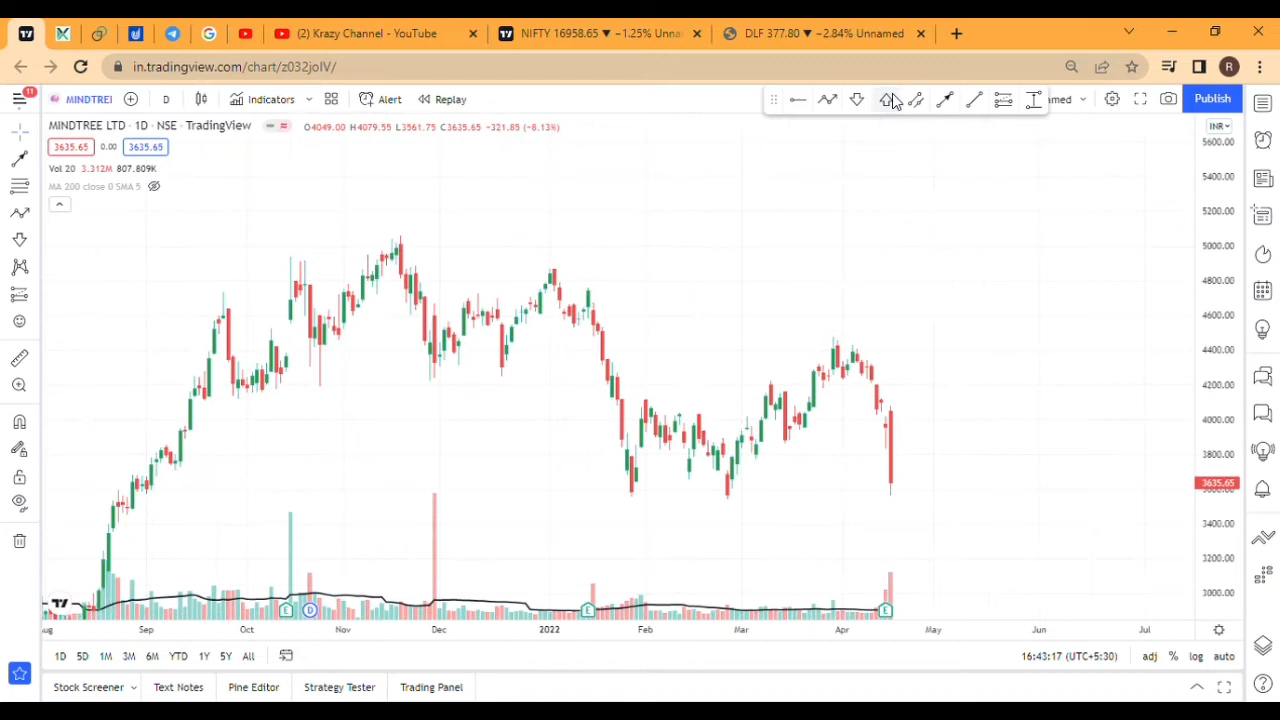 (2) Krazy Channel - YouTube
NIFTY 16958.65 ▼ −1.25% Unna
DLF 377.80 ▼ −2.84% Unnamed
in.tradingview.com/chart/z032joIV/
R
11
MINDTREI
D
Indicators
Alert
Replay
amed
Publish
MINDTREE LTD · 1D · NSE · TradingView
O4049.00 H4079.55 L3561.75 C3635.65 −321.85 (−8.13%)
INR
3635.65 0.00 3635.65
Vol 20 3.312M 807.809K
MA 200 close 0 SMA 5
5600.00
5400.00
5200.00
5000.00
4800.00
4600.00
4400.00
4200.00
4000.00
3800.00
3635.65
3400.00
3200.00
3000.00
E D E E
Aug Sep Oct Nov Dec 2022 Feb Mar Apr May Jun Jul
1D 5D 1M 3M 6M YTD 1Y 5Y All
16:43:17 (UTC+5:30) adj % log auto
Stock Screener Text Notes Pine Editor Strategy Tester Trading Panel